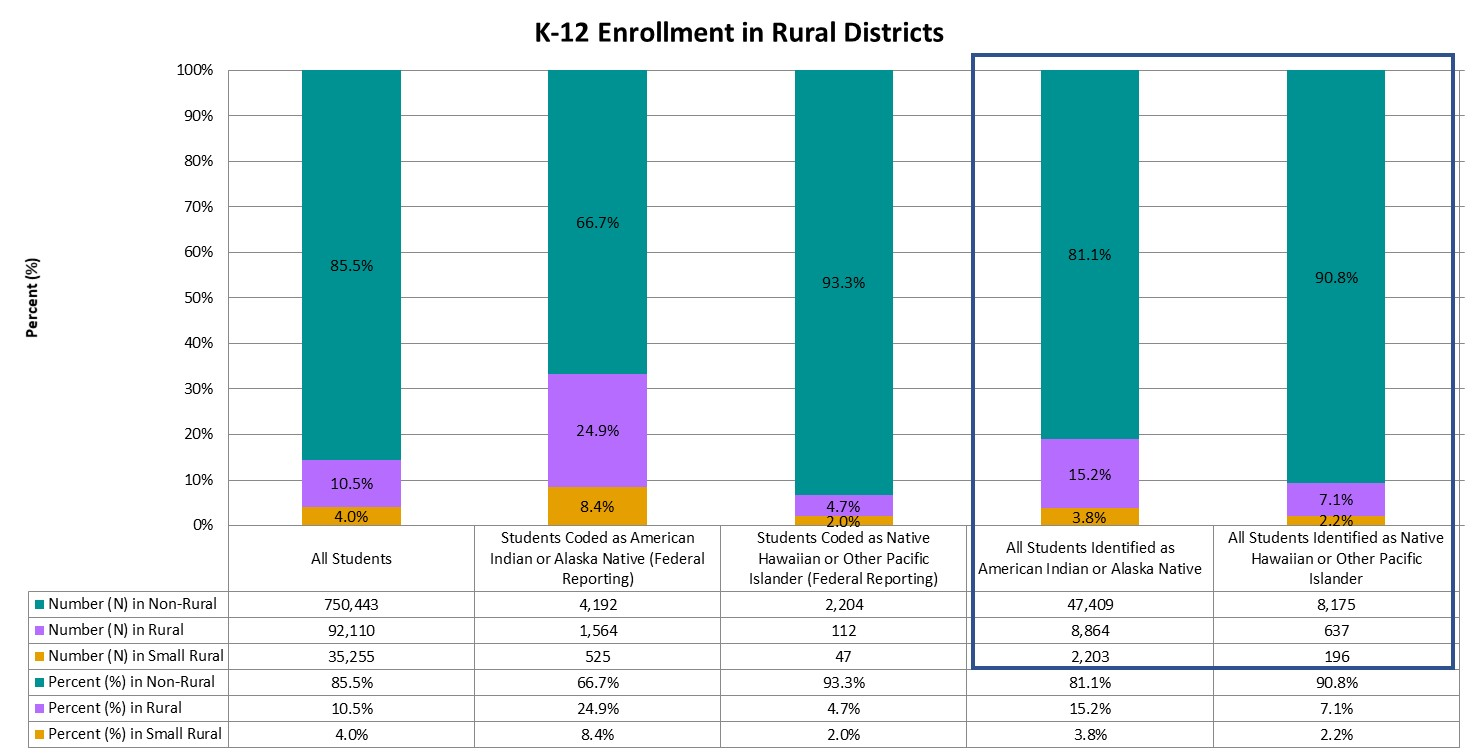 K-12 Enrollment in Rural Districts
Percent (%)
100%
90%
80%
70%
60%
50%
40%
30%
20%
10%
0%
85.5%
10.5%
4.0%
66.7%
24.9%
8.4%
93.3%
4.7%
2.0%
81.1%
15.2%
3.8%
90.8%
7.1%
2.2%
All Students
Students Coded as American
Indian or Alaska Native (Federal
Reporting)
Students Coded as Native
Hawaiian or Other Pacific
Islander (Federal Reporting)
All Students Identified as
American Indian or Alaska Native
All Students Identified as Native
Hawaiian or Other Pacific
Islander
Number (N) in Non-Rural 750,443 4,192 2,204 47,409 8,175
Number (N) in Rural 92,110 1,564 112 8,864 637
Number (N) in Small Rural 35,255 525 47 2,203 196
Percent (%) in Non-Rural 85.5% 66.7% 93.3% 81.1% 90.8%
Percent (%) in Rural 10.5% 24.9% 4.7% 15.2% 7.1%
Percent (%) in Small Rural 4.0% 8.4% 2.0% 3.8% 2.2%